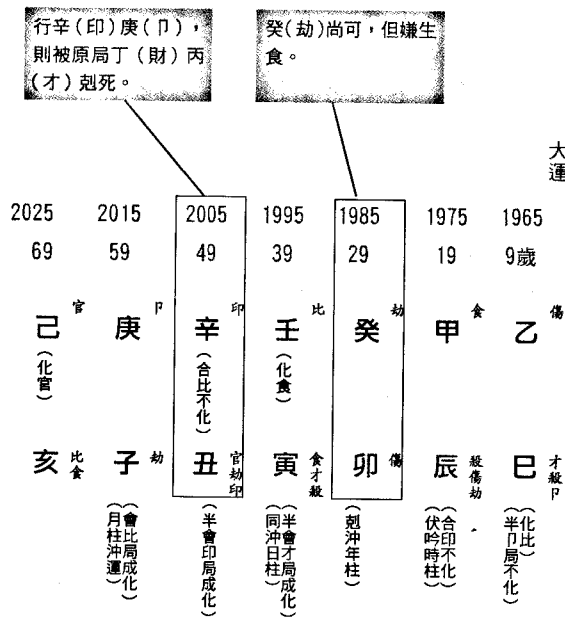 行辛(印)庚(卩)，
則被原局丁(財)丙
(才)剋死。
癸(劫)尚可，但嫌生
食。
大運
2025 2015 2005 1995 1985 1975 1965
69 59 49 39 29 19 9歲
官 卩 印 比 劫 食 傷
己 庚 辛 壬 癸 甲 乙
(化官) (合比不化) (化食)
亥 子 丑 寅 卯 辰 巳
比食 劫 官劫印 食才殺 傷 殺傷劫 才殺卩
(會比局成化)
(月柱沖運)
(半會印局成化)
(半會才局成化)
(同沖日柱)
(剋沖年柱)
(合印不化)
(伏吟時柱)
(化比)
(半卩局不化)